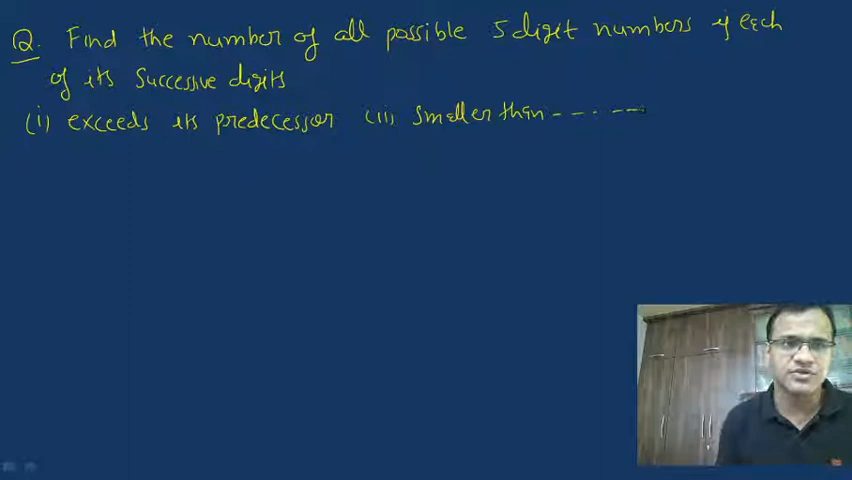 Q. Find the number of all possible 5 digit numbers if each
of its successive digits
(i) exceeds its predecessor (ii) smaller than - - - - -